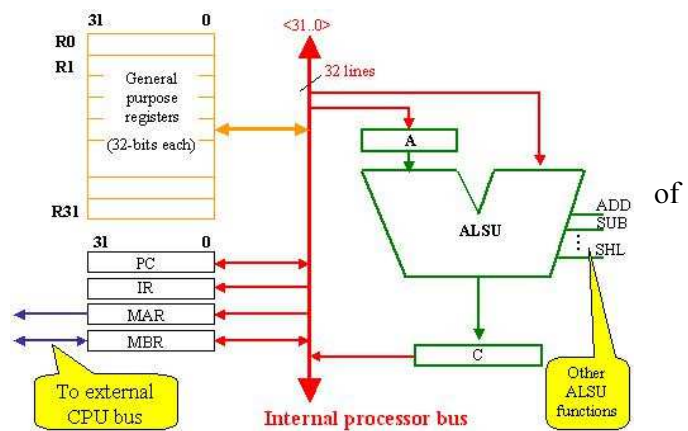 31 0
<31..0>
R0
R1
32 lines
General
purpose
registers
(32-bits each)
A
of
R31
ALSU
ADD
SUB
⋮
SHL
31 0
PC
IR
MAR
MBR
C
To external
CPU bus
Other
ALSU
functions
Internal processor bus